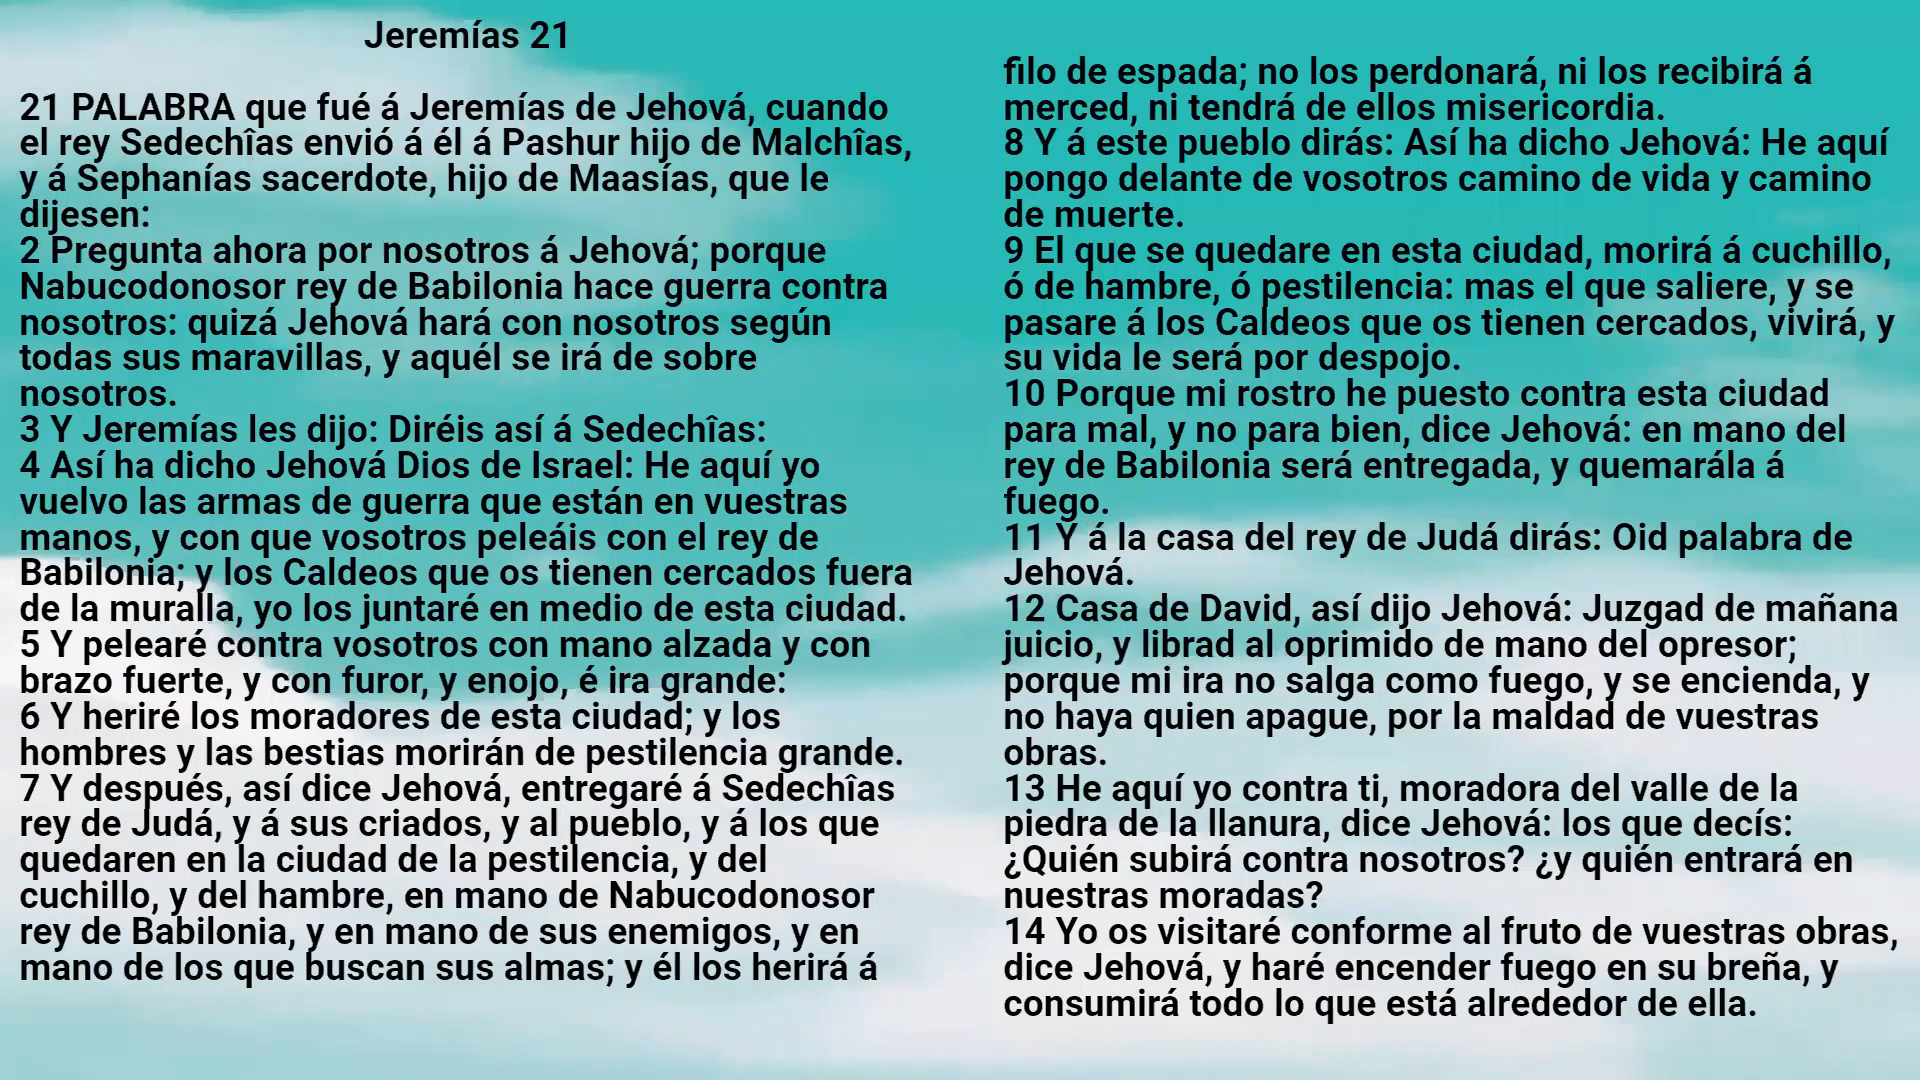 Jeremías 21
21 PALABRA que fué á Jeremías de Jehová, cuando
el rey Sedechîas envió á él á Pashur hijo de Malchîas,
y á Sephanías sacerdote, hijo de Maasías, que le
dijesen:
2 Pregunta ahora por nosotros á Jehová; porque
Nabucodonosor rey de Babilonia hace guerra contra
nosotros: quizá Jehová hará con nosotros según
todas sus maravillas, y aquél se irá de sobre
nosotros.
3 Y Jeremías les dijo: Diréis así á Sedechîas:
4 Así ha dicho Jehová Dios de Israel: He aquí yo
vuelvo las armas de guerra que están en vuestras
manos, y con que vosotros peleáis con el rey de
Babilonia; y los Caldeos que os tienen cercados fuera
de la muralla, yo los juntaré en medio de esta ciudad.
5 Y pelearé contra vosotros con mano alzada y con
brazo fuerte, y con furor, y enojo, é ira grande:
6 Y heriré los moradores de esta ciudad; y los
hombres y las bestias morirán de pestilencia grande.
7 Y después, así dice Jehová, entregaré á Sedechîas
rey de Judá, y á sus criados, y al pueblo, y á los que
quedaren en la ciudad de la pestilencia, y del
cuchillo, y del hambre, en mano de Nabucodonosor
rey de Babilonia, y en mano de sus enemigos, y en
mano de los que buscan sus almas; y él los herirá á
filo de espada; no los perdonará, ni los recibirá á
merced, ni tendrá de ellos misericordia.
8 Y á este pueblo dirás: Así ha dicho Jehová: He aquí
pongo delante de vosotros camino de vida y camino
de muerte.
9 El que se quedare en esta ciudad, morirá á cuchillo,
ó de hambre, ó pestilencia: mas el que saliere, y se
pasare á los Caldeos que os tienen cercados, vivirá, y
su vida le será por despojo.
10 Porque mi rostro he puesto contra esta ciudad
para mal, y no para bien, dice Jehová: en mano del
rey de Babilonia será entregada, y quemarála á
fuego.
11 Y á la casa del rey de Judá dirás: Oid palabra de
Jehová.
12 Casa de David, así dijo Jehová: Juzgad de mañana
juicio, y librad al oprimido de mano del opresor;
porque mi ira no salga como fuego, y se encienda, y
no haya quien apague, por la maldad de vuestras
obras.
13 He aquí yo contra ti, moradora del valle de la
piedra de la llanura, dice Jehová: los que decís:
¿Quién subirá contra nosotros? ¿y quién entrará en
nuestras moradas?
14 Yo os visitaré conforme al fruto de vuestras obras,
dice Jehová, y haré encender fuego en su breña, y
consumirá todo lo que está alrededor de ella.